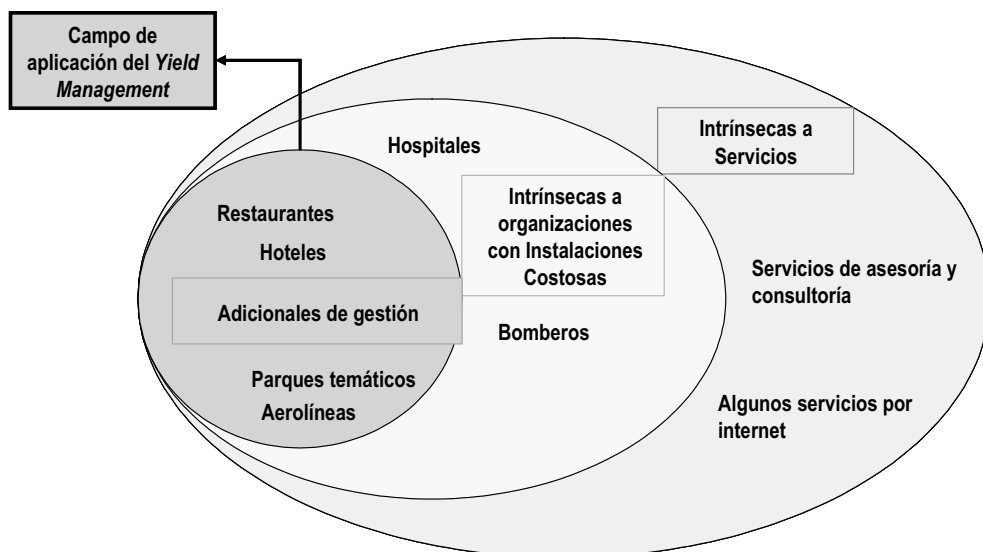 Campo de
aplicación del Yield
Management
Hospitales
Intrínsecas a
Servicios
Restaurantes
Hoteles
Intrínsecas a
organizaciones
con Instalaciones
Costosas
Servicios de asesoría y
consultoría
Adicionales de gestión
Bomberos
Parques temáticos
Aerolíneas
Algunos servicios por
internet